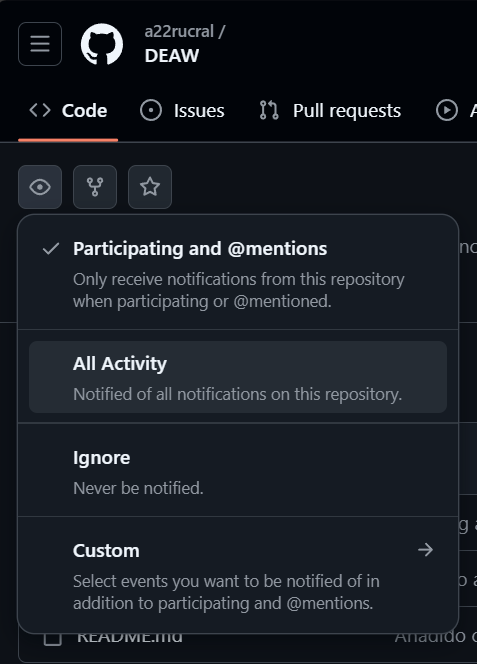 a22rucral /
DEAW
Code Issues Pull requests
Participating and @mentions
Only receive notifications from this repository
when participating or @mentioned.
All Activity
Notified of all notifications on this repository.
Ignore
Never be notified.
Custom
Select events you want to be notified of in
addition to participating and @mentions.
README.md Añadido